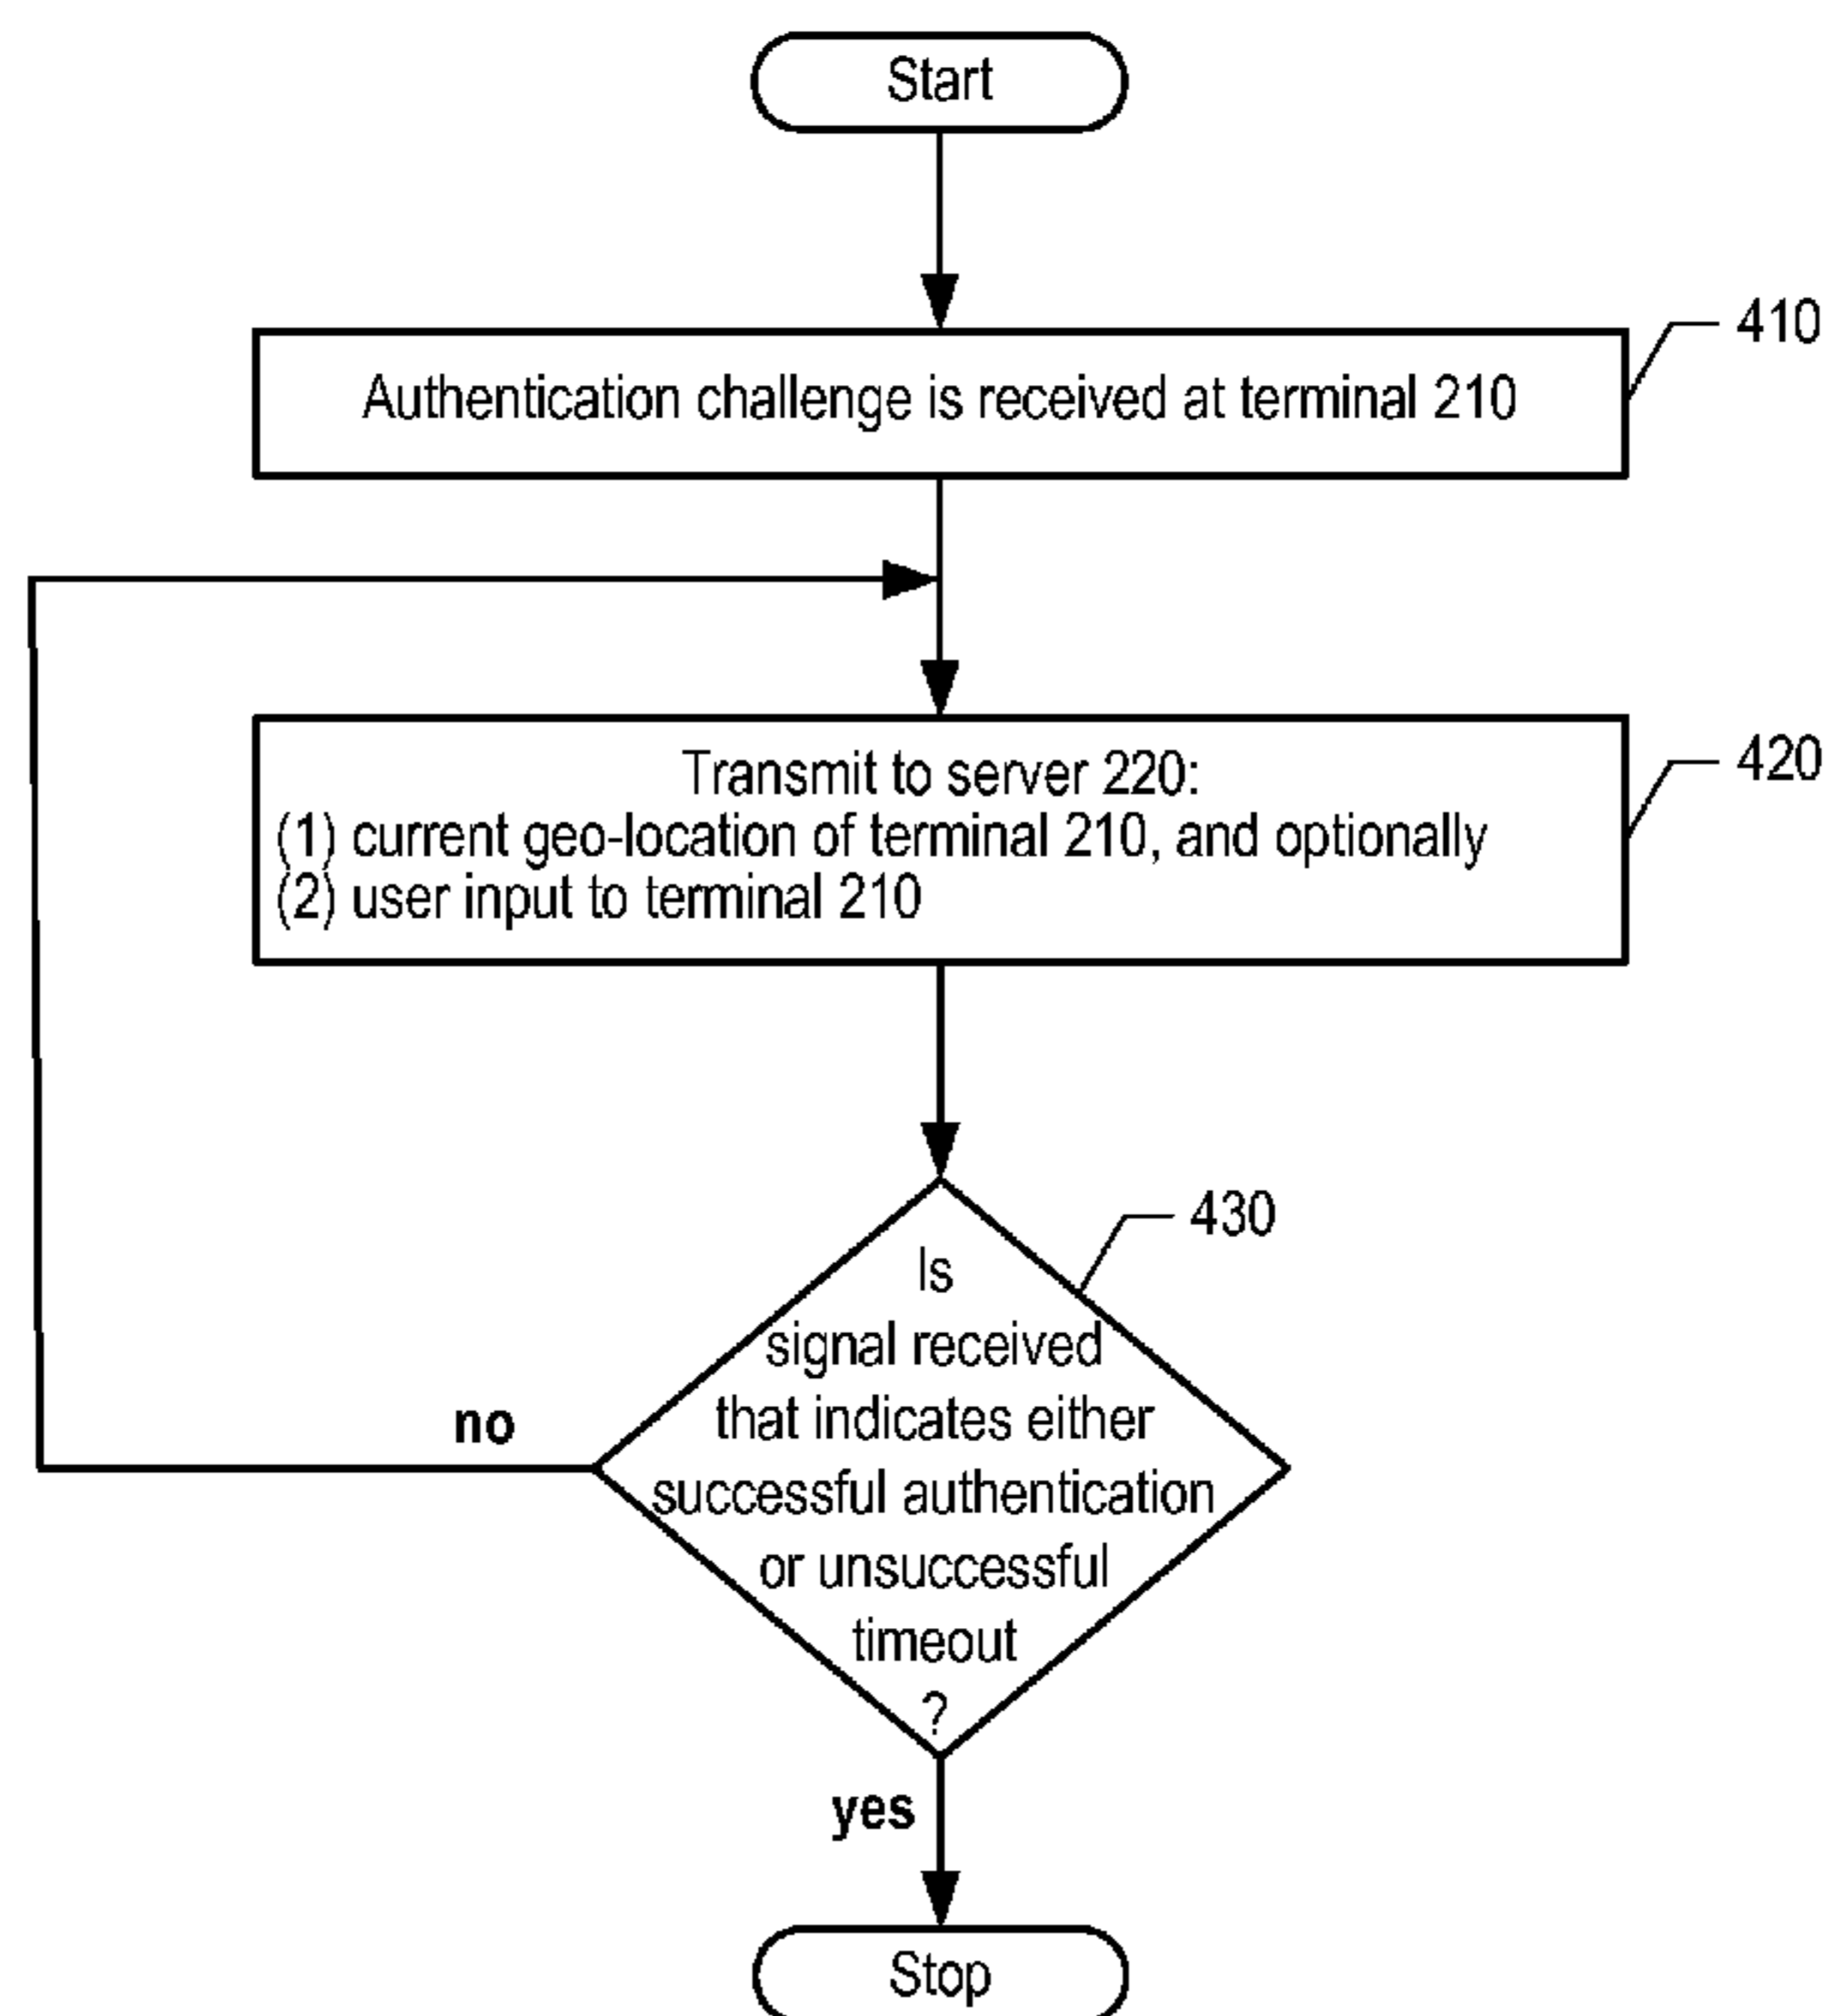 Start
410
Authentication challenge is received at terminal 210
420
Transmit to server 220:
(1) current geo-location of terminal 210, and optionally
(2) user input to terminal 210
430
Is
signal received
that indicates either
successful authentication
or unsuccessful
timeout
?
no
yes
Stop